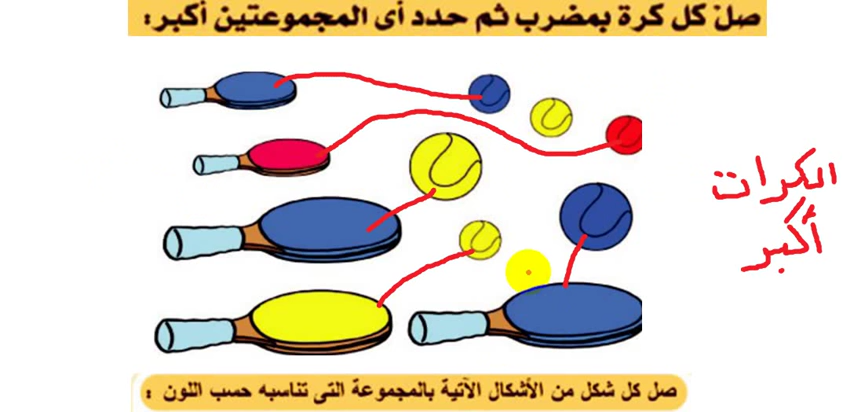 صل كل كرة بمضرب ثم حدد أى المجموعتين أكبر:
الكرات
أكبر
صل كل شكل من الأشكال الآتية بالمجموعة التى تناسبه حسب اللون :